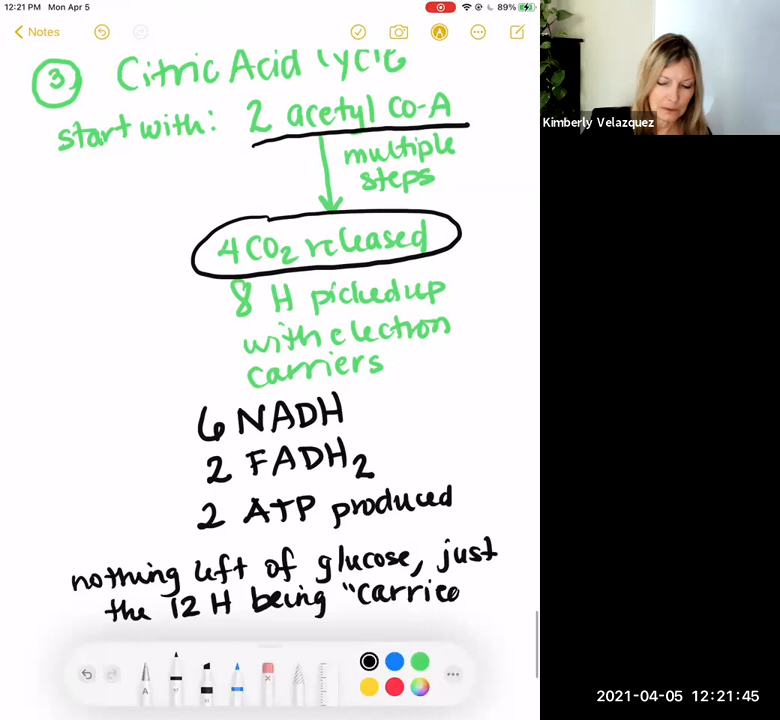 12:21 PM Mon Apr 5
89%
Notes
3 Citric Acid Cycle
start with: 2 acetyl co-A
multiple
steps
4 CO2 released
8 H picked up
with electron
carriers
6 NADH
2 FADH2
2 ATP produced
nothing left of glucose, just
the 12 H being "carried
Kimberly Velazquez
2021-04-05 12:21:45